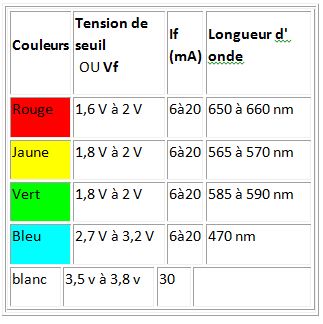 Couleurs Tension de seuil OU Vf If (mA) Longueur d' onde
Rouge 1,6 V à 2 V 6à20 650 à 660 nm
Jaune 1,8 V à 2 V 6à20 565 à 570 nm
Vert 1,8 V à 2 V 6à20 585 à 590 nm
Bleu 2,7 V à 3,2 V 6à20 470 nm
blanc 3,5 v à 3,8 v 30